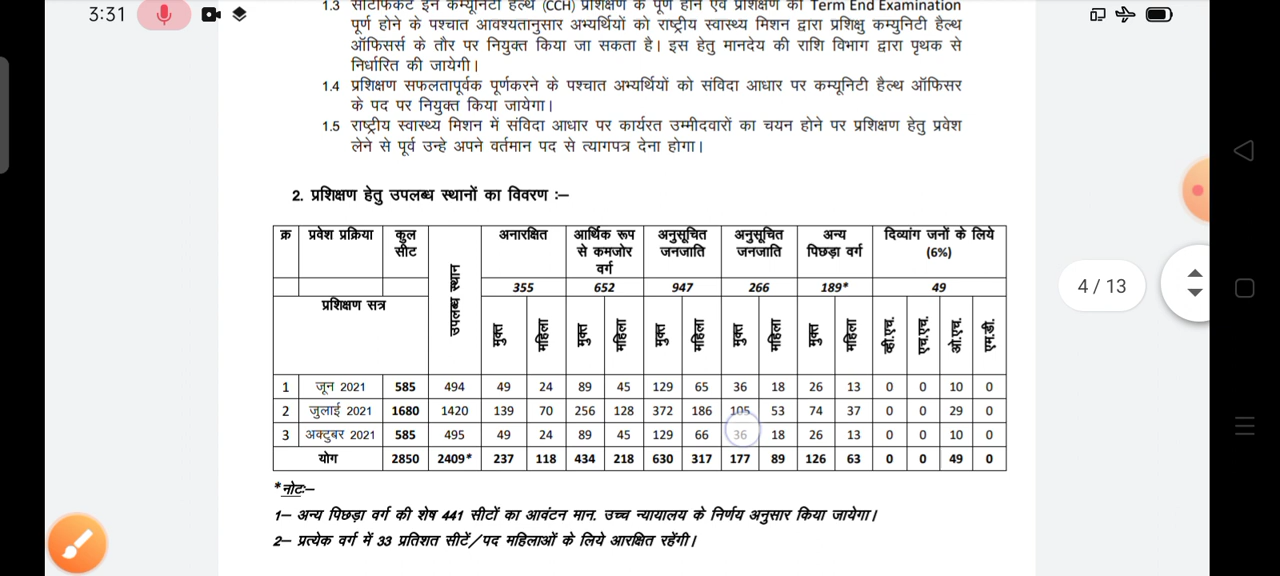 3:31
1.3 सर्टिफिकेट इन कम्यूनिटी हेल्थ (CCH) प्रशिक्षण के पूर्ण होने एवं प्रशिक्षण की Term End Examination
पूर्ण होने के पश्चात आवश्यतानुसार अभ्यर्थियों को राष्ट्रीय स्वास्थ्य मिशन द्वारा प्रशिक्षु कम्युनिटी हैल्थ
ऑफिसर्स के तौर पर नियुक्त किया जा सकता है। इस हेतु मानदेय की राशि विभाग द्वारा पृथक से
निर्धारित की जायेगी।
1.4 प्रशिक्षण सफलतापूर्वक पूर्णकरने के पश्चात अभ्यर्थियों को संविदा आधार पर कम्यूनिटी हैल्थ ऑफिसर
के पद पर नियुक्त किया जायेगा।
1.5 राष्ट्रीय स्वास्थ्य मिशन में संविदा आधार पर कार्यरत उम्मीदवारों का चयन होने पर प्रशिक्षण हेतु प्रवेश
लेने से पूर्व उन्हे अपने वर्तमान पद से त्यागपत्र देना होगा।
2. प्रशिक्षण हेतु उपलब्ध स्थानों का विवरण :–
क्र प्रवेश प्रक्रिया कुल सीट उपलब्ध स्थान अनारक्षित आर्थिक रूप से कमजोर वर्ग अनुसूचित जनजाति अनुसूचित जनजाति अन्य पिछड़ा वर्ग दिव्यांग जनों के लिये (6%)
355 652 947 266 189* 49
प्रशिक्षण सत्र मुक्त महिला मुक्त महिला मुक्त महिला मुक्त महिला मुक्त महिला व्ही.एच. एच.एच. ओ.एच. एम.डी.
1 जून 2021 585 494 49 24 89 45 129 65 36 18 26 13 0 0 10 0
2 जुलाई 2021 1680 1420 139 70 256 128 372 186 105 53 74 37 0 0 29 0
3 अक्टुबर 2021 585 495 49 24 89 45 129 66 36 18 26 13 0 0 10 0
योग 2850 2409* 237 118 434 218 630 317 177 89 126 63 0 0 49 0
*नोटः–
1– अन्य पिछड़ा वर्ग की शेष 441 सीटों का आवंटन मान. उच्च न्यायालय के निर्णय अनुसार किया जायेगा।
2– प्रत्येक वर्ग में 33 प्रतिशत सीटें/पद महिलाओं के लिये आरक्षित रहेंगी।
4 / 13